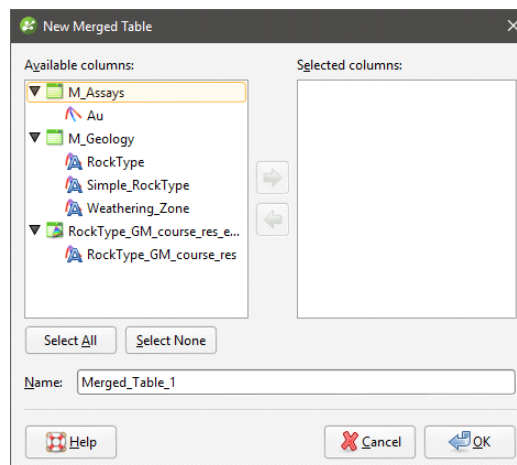 New Merged Table
Available columns:
Selected columns:
M_Assays
Au
M_Geology
RockType
Simple_RockType
Weathering_Zone
RockType_GM_course_res_e...
RockType_GM_course_res
Select All
Select None
Name: Merged_Table_1
Help
Cancel
OK